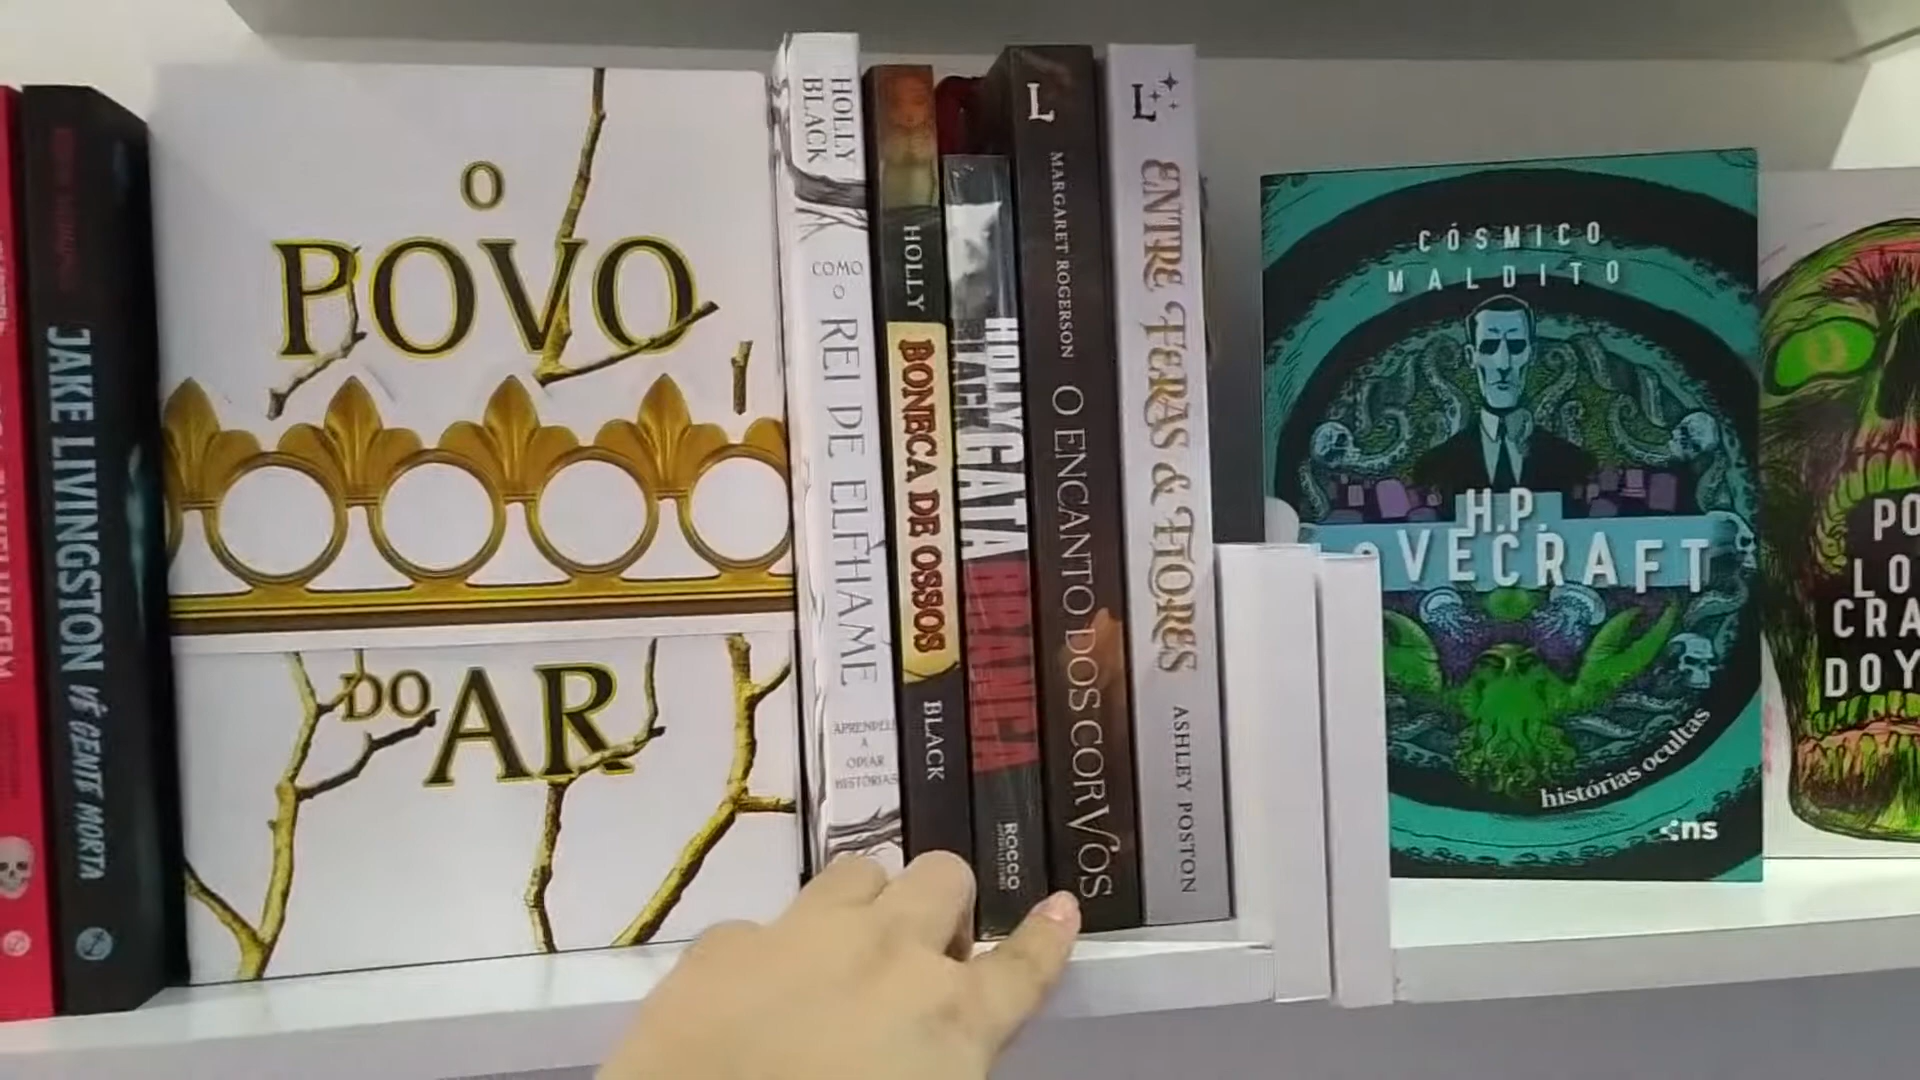 JAKE LIVINGSTON VÊ GENTE MORTA
O
POVO
DO AR
HOLLY
BLACK
COMO
O
REI DE ELFHAME
APRENDEU
A
ODIAR
HISTÓRIAS
HOLLY
BONECA DE OSSOS
BLACK
HOLLY
BLACK
GATA
BRANCA
ROCCO
L
MARGARET ROGERSON
O ENCANTO DOS CORVOS
L
ENTRE FERAS & FLORES
ASHLEY POSTON
CÓSMICO
MALDITO
H.P.
VECRAFT
histórias ocultas
ns
PO
LO
CRA
DOY